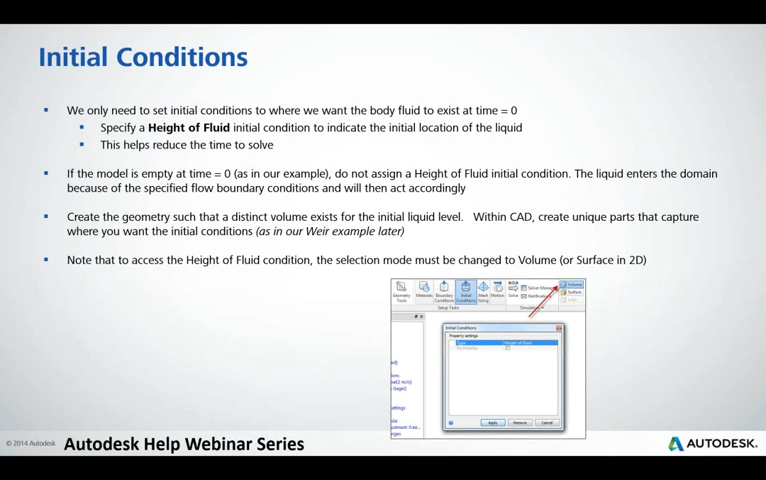 Initial Conditions
▪ We only need to set initial conditions to where we want the body fluid to exist at time = 0
▪ Specify a Height of Fluid initial condition to indicate the initial location of the liquid
▪ This helps reduce the time to solve
▪ If the model is empty at time = 0 (as in our example), do not assign a Height of Fluid initial condition. The liquid enters the domain
because of the specified flow boundary conditions and will then act accordingly
▪ Create the geometry such that a distinct volume exists for the initial liquid level. Within CAD, create unique parts that capture
where you want the initial conditions (as in our Weir example later)
▪ Note that to access the Height of Fluid condition, the selection mode must be changed to Volume (or Surface in 2D)
Geometry Tools
Materials
Boundary Conditions
Initial Conditions
Mesh Sizing
Motion
Solve
Volume
Surface
Setup Tasks
Initial Conditions
Property settings
Type Height of Fluid
Apply Remove Cancel
© 2014 Autodesk
Autodesk Help Webinar Series
AUTODESK.